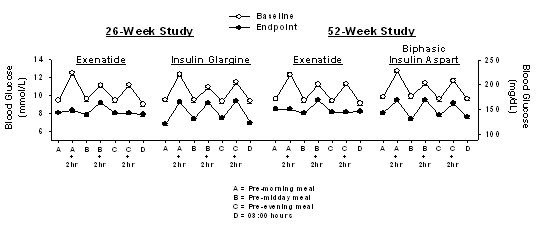 Baseline
Endpoint
26-Week Study
52-Week Study
Exenatide
Insulin Glargine
Exenatide
Biphasic
Insulin Aspart
Blood Glucose
(mmol/L)
14
12
10
8
6
Blood Glucose
(mg/dL)
250
200
150
100
A A B B C C D
+ + +
2hr 2hr 2hr
A A B B C C D
+ + +
2hr 2hr 2hr
A A B B C C D
+ + +
2hr 2hr 2hr
A A B B C C D
+ + +
2hr 2hr 2hr
A = Pre-morning meal
B = Pre-midday meal
C = Pre-evening meal
D = 03:00 hours